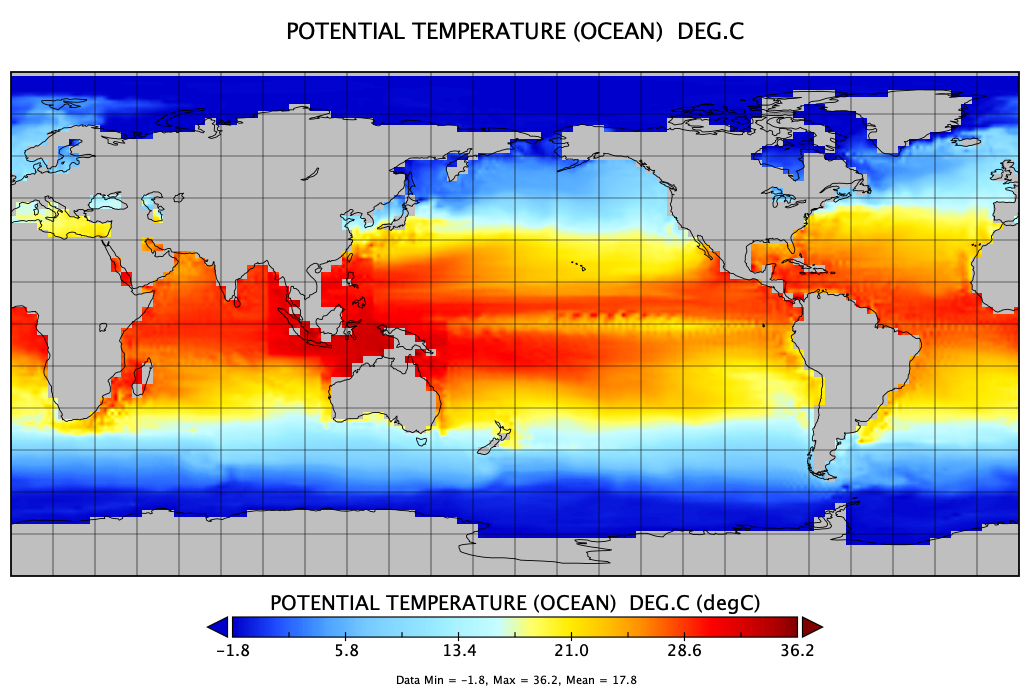 POTENTIAL TEMPERATURE (OCEAN)  DEG.C
POTENTIAL TEMPERATURE (OCEAN)  DEG.C (degC)
−1.8 5.8 13.4 21.0 28.6 36.2
Data Min = -1.8, Max = 36.2, Mean = 17.8